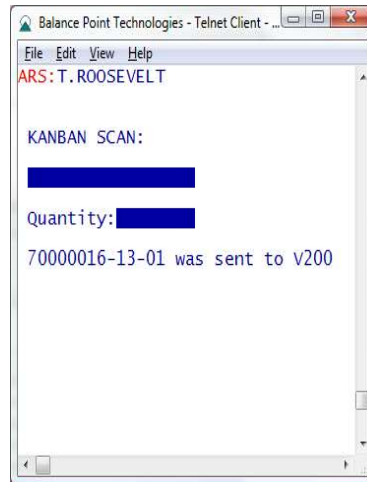 Balance Point Technologies - Telnet Client - ...
File Edit View Help
ARS:T.ROOSEVELT
KANBAN SCAN:
Quantity:
70000016-13-01 was sent to V200